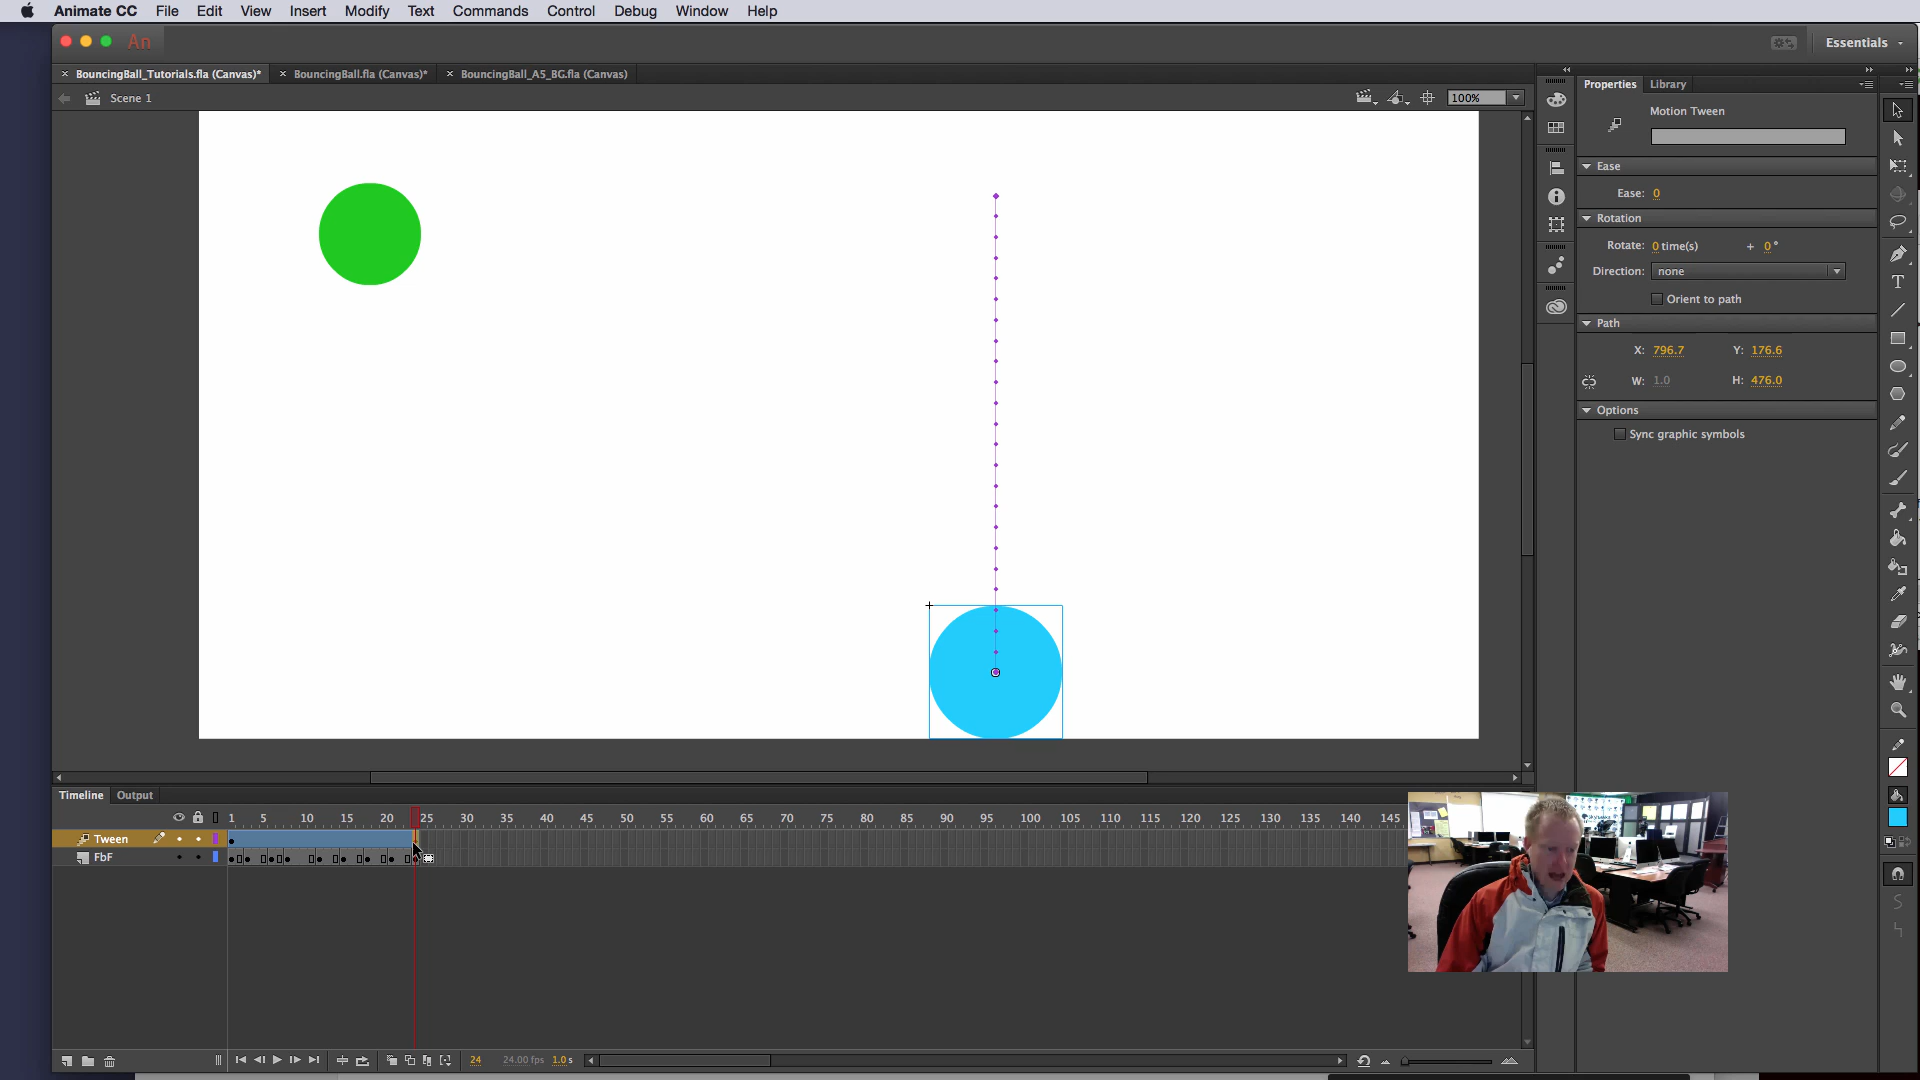 Animate CC File Edit View Insert Modify Text Commands Control Debug Window Help
An
Essentials
BouncingBall_Tutorials.fla (Canvas)* BouncingBall.fla (Canvas)* BouncingBall_A5_BG.fla (Canvas)
Properties Library
Scene 1
100%
Motion Tween
Ease
Ease: 0
Rotation
Rotate: 0 time(s) + 0°
Direction: none
Orient to path
Path
X: 796.7 Y: 176.6
W: 1.0 H: 476.0
Options
Sync graphic symbols
Timeline Output
1 5 10 15 20 25 30 35 40 45 50 55 60 65 70 75 80 85 90 95 100 105 110 115 120 125 130 135 140 145
Tween
FbF
24 24.00 fps 1.0 s